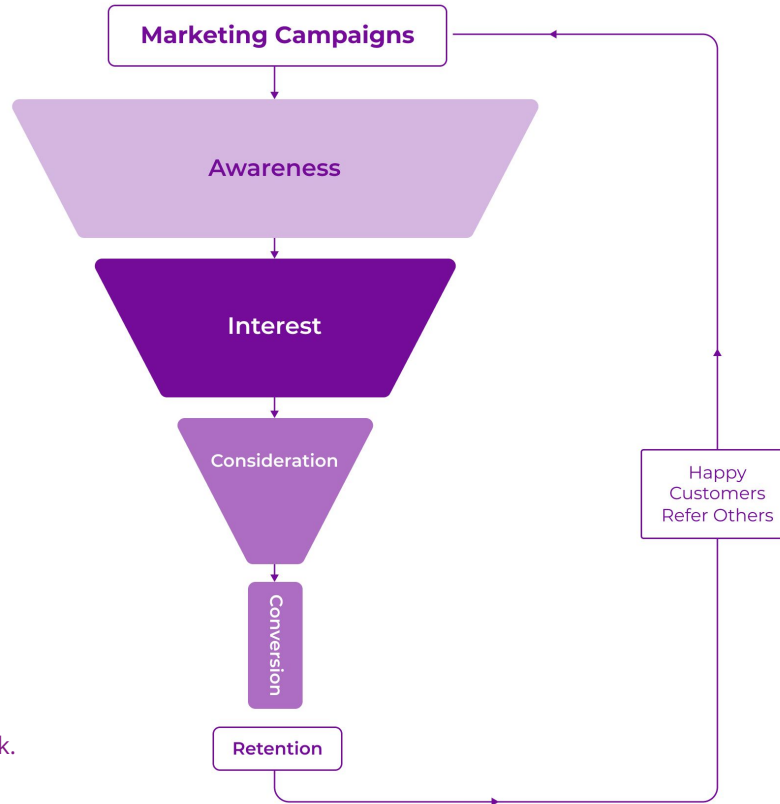 Marketing Campaigns
Awareness
Interest
Consideration
Conversion
Happy
Customers
Refer Others
k.
Retention